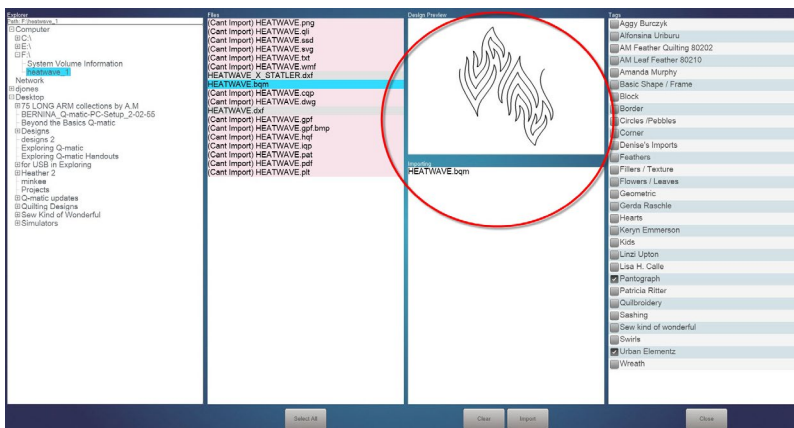 Explorer
Path: F:\heatwave_1
Computer
C:\
E:\
F:\
System Volume Information
heatwave_1
Network
djones
Desktop
75 LONG ARM collections by A.M
BERNINA_Q-matic-PC-Setup_2-02-55
Beyond the Basics Q-matic
Designs
designs 2
Exploring Q-matic
Exploring Q-matic Handouts
for USB in Exploring
Heather 2
minkee
Projects
Q-matic updates
Quilting Designs
Sew Kind of Wonderful
Simulators
Files
(Cant Import) HEATWAVE.png
(Cant Import) HEATWAVE.qli
(Cant Import) HEATWAVE.ssd
(Cant Import) HEATWAVE.svg
(Cant Import) HEATWAVE.txt
(Cant Import) HEATWAVE.wmf
HEATWAVE_X_STATLER.dxf
HEATWAVE.bqm
(Cant Import) HEATWAVE.cqp
(Cant Import) HEATWAVE.dwg
HEATWAVE.dxf
(Cant Import) HEATWAVE.gpf
(Cant Import) HEATWAVE.gpf.bmp
(Cant Import) HEATWAVE.hqf
(Cant Import) HEATWAVE.iqp
(Cant Import) HEATWAVE.pat
(Cant Import) HEATWAVE.pdf
(Cant Import) HEATWAVE.plt
Select All
Design Preview
Importing
HEATWAVE.bqm
Clear
Import
Tags
Aggy Burczyk
Alfonsina Uriburu
AM Feather Quilting 80202
AM Leaf Feather 80210
Amanda Murphy
Basic Shape / Frame
Block
Border
Circles /Pebbles
Corner
Denise's Imports
Feathers
Fillers / Texture
Flowers / Leaves
Geometric
Gerda Raschle
Hearts
Keryn Emmerson
Kids
Linzi Upton
Lisa H. Calle
Pantograph
Patricia Ritter
Quilbroidery
Sashing
Sew kind of wonderful
Swirls
Urban Elementz
Wreath
Close